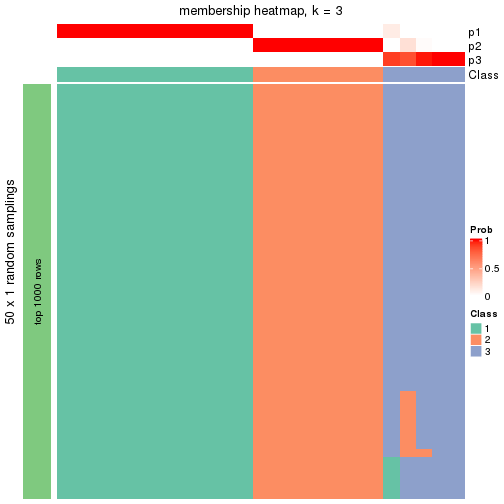 membership heatmap, k = 3
p1
p2
p3
Class
50 x 1 random samplings
top 1000 rows
Prob
1
0.5
0
Class
1
2
3